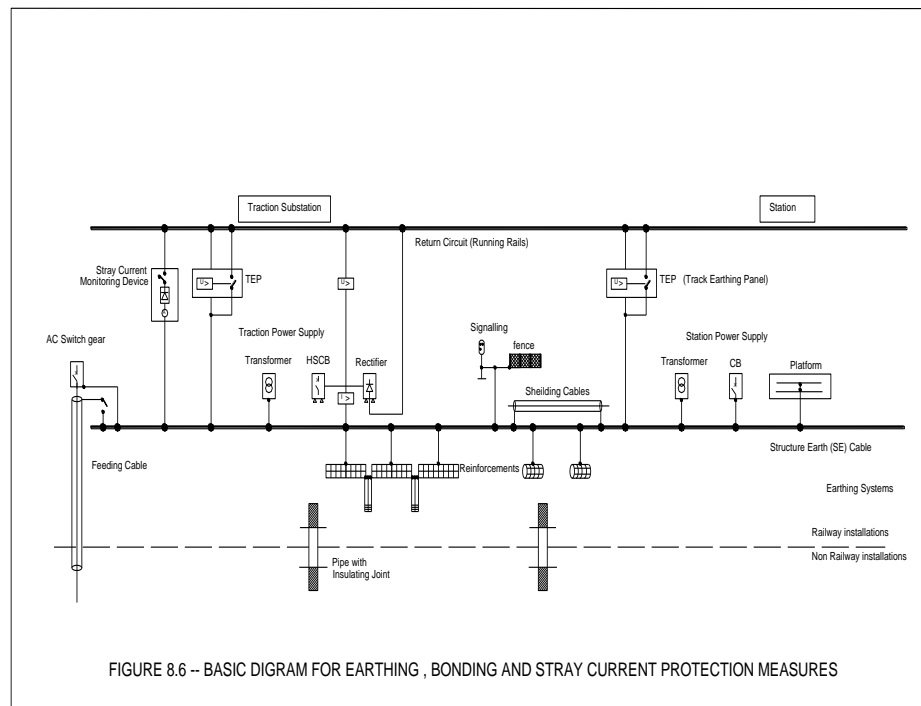 Traction Substation
Station
Return Circuit (Running Rails)
Stray Current
Monitoring Device
U>
TEP
U>
U>
TEP (Track Earthing Panel)
AC Switch gear
Traction Power Supply
Transformer
HSCB
Rectifier
I>
Signalling
fence
Sheilding Cables
Station Power Supply
Transformer
CB
Platform
Structure Earth (SE) Cable
Feeding Cable
Reinforcements
Earthing Systems
Railway installations
Non Railway installations
Pipe with
Insulating Joint
FIGURE 8.6 -- BASIC DIGRAM FOR EARTHING , BONDING AND STRAY CURRENT PROTECTION MEASURES